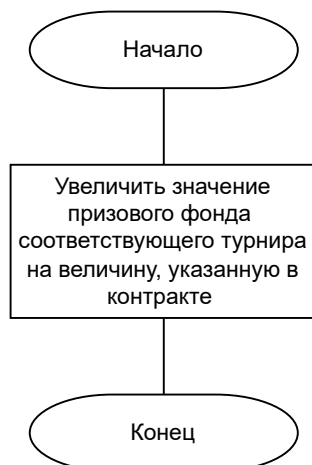 Начало
Увеличить значение
призового фонда
соответствующего турнира
на величину, указанную в
контракте
Конец